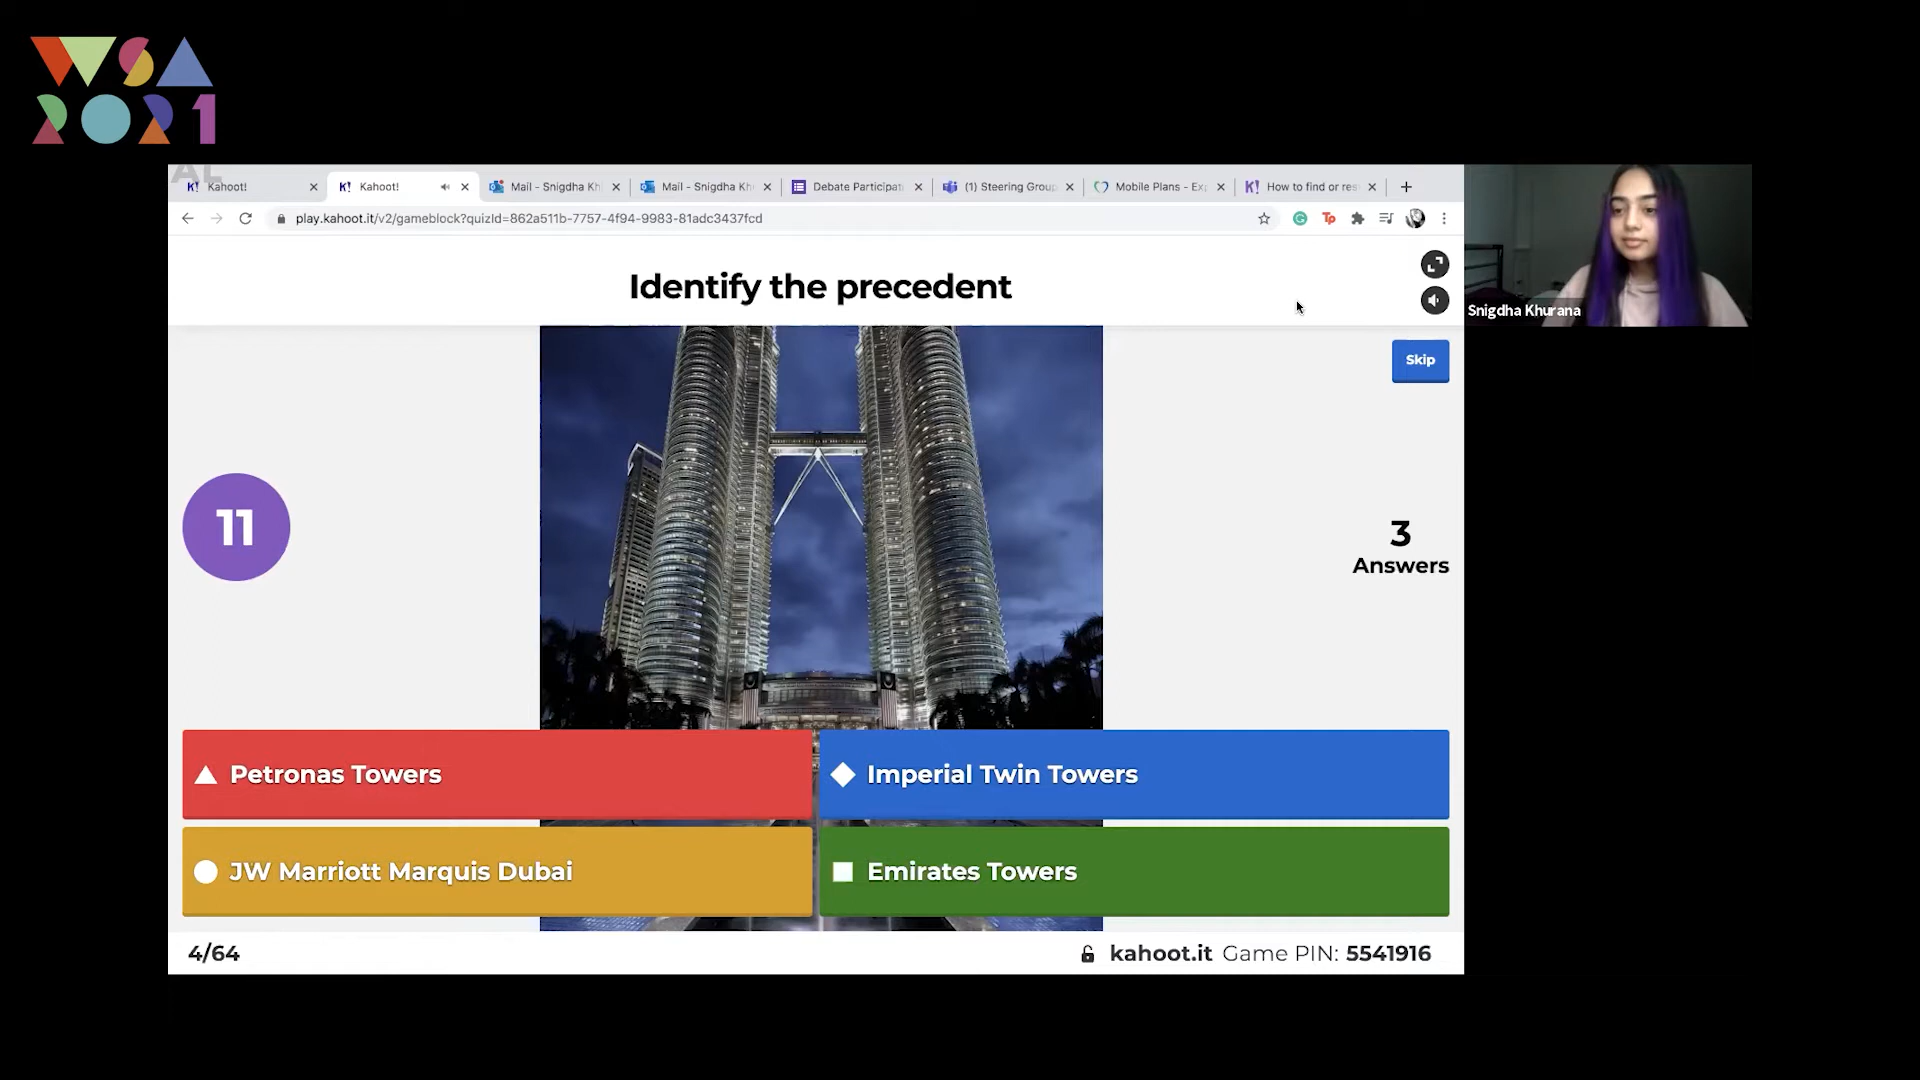 WSA
2021
Kahoot!
Kahoot!
Mail - Snigdha Kh
Mail - Snigdha Kh
Debate Participat
(1) Steering Group
Mobile Plans - Ex
How to find or res
play.kahoot.it/v2/gameblock?quizId=862a511b-7757-4f94-9983-81adc3437fcd
Tp
Identify the precedent
Snigdha Khurana
Skip
11
3
Answers
Petronas Towers
Imperial Twin Towers
JW Marriott Marquis Dubai
Emirates Towers
4/64
kahoot.it Game PIN: 5541916